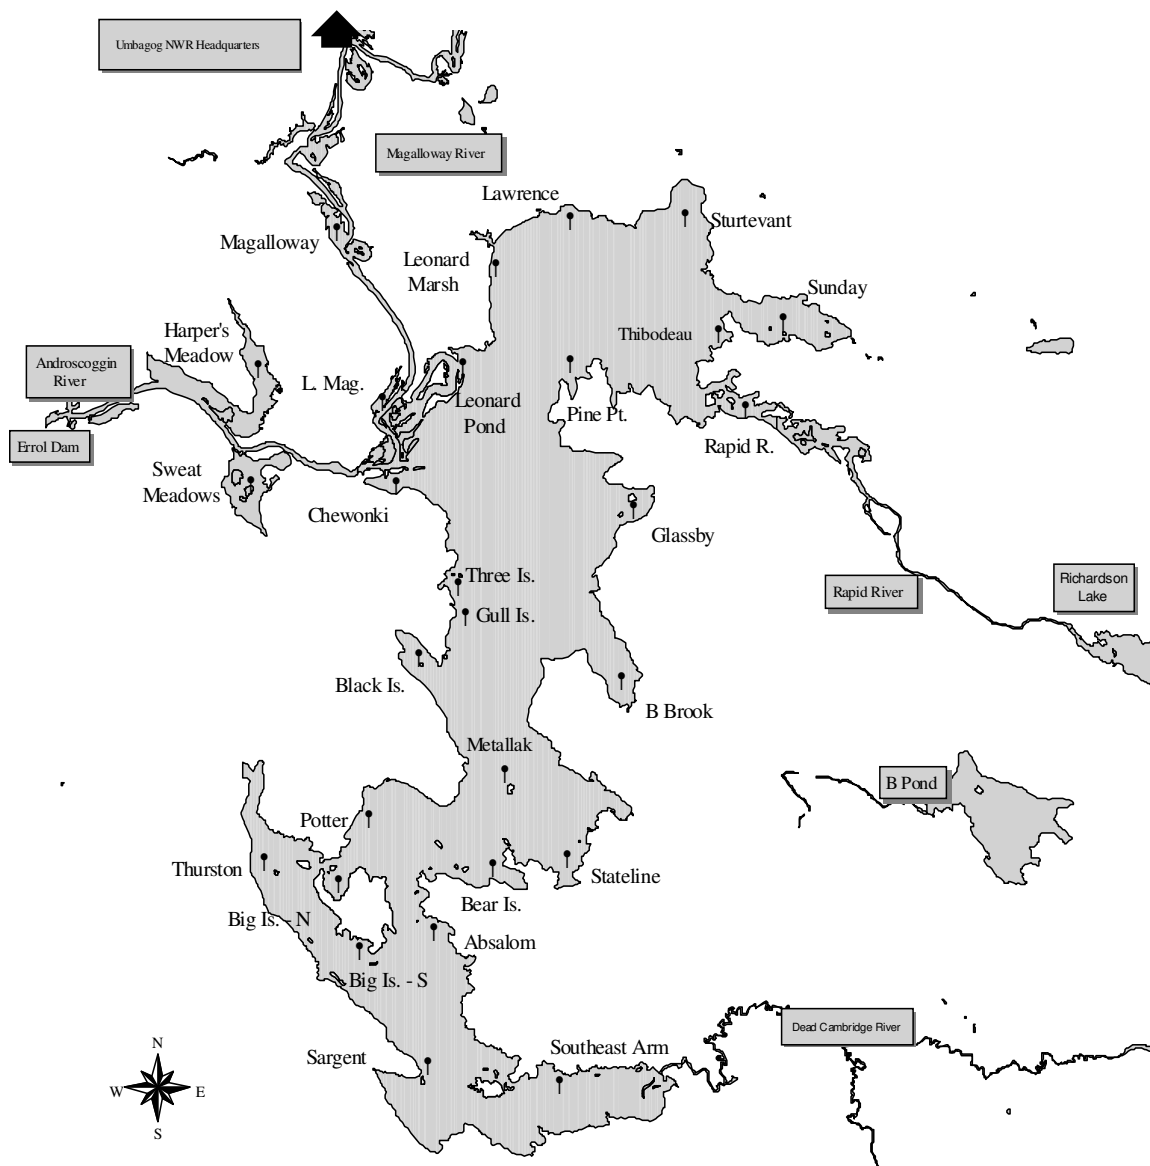 Umbagog NWR Headquarters
Magalloway River
Lawrence
Sturtevant
Magalloway
Leonard
Marsh
Sunday
Harper's
Meadow
Thibodeau
Androscoggin
River
L. Mag.
Leonard
Pond
Pine Pt.
Errol Dam
Rapid R.
Sweat
Meadows
Chewonki
Glassby
Three Is.
Richardson
Lake
Rapid River
Gull Is.
Black Is.
B Brook
Metallak
B Pond
Potter
Thurston
Stateline
Bear Is.
Big Is. - N
Absalom
Big Is. - S
Dead Cambridge River
Sargent
Southeast Arm
N
W
E
S